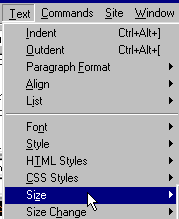 Text Commands Site Window
Indent Ctrl+Alt+]
Outdent Ctrl+Alt+[
Paragraph Format
Align
List
Font
Style
HTML Styles
CSS Styles
Size
Size Change